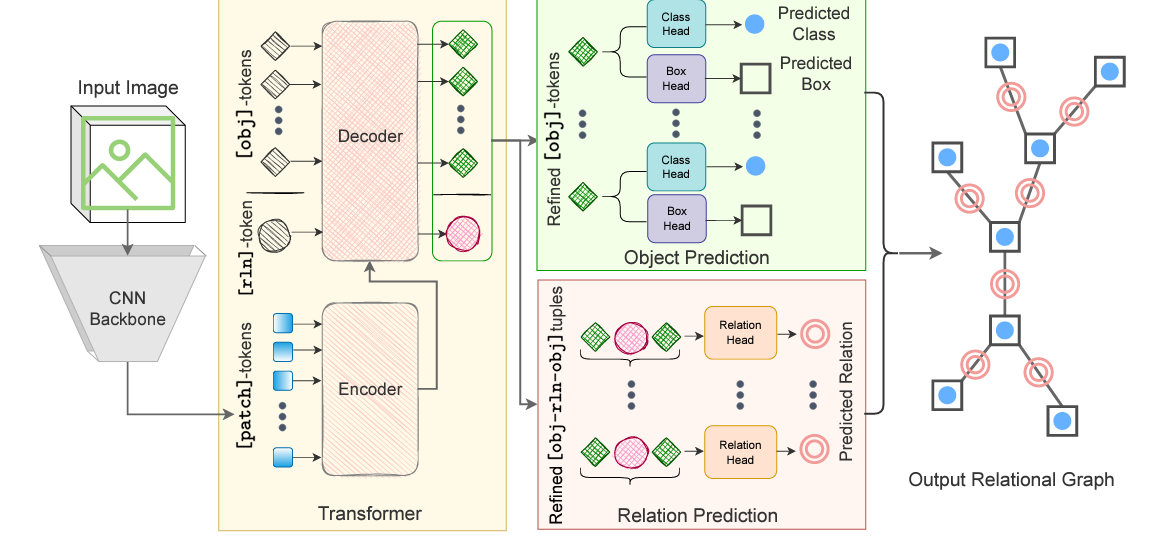 Input Image
CNN
Backbone
[obj]-tokens
[rln]-token
[patch]-tokens
Decoder
Encoder
Transformer
Refined [obj]-tokens
Class
Head
Predicted
Class
Box
Head
Predicted
Box
Class
Head
Box
Head
Object Prediction
Refined [obj-rln-obj] tuples
Relation
Head
Relation
Head
Predicted Relation
Relation Prediction
Output Relational Graph